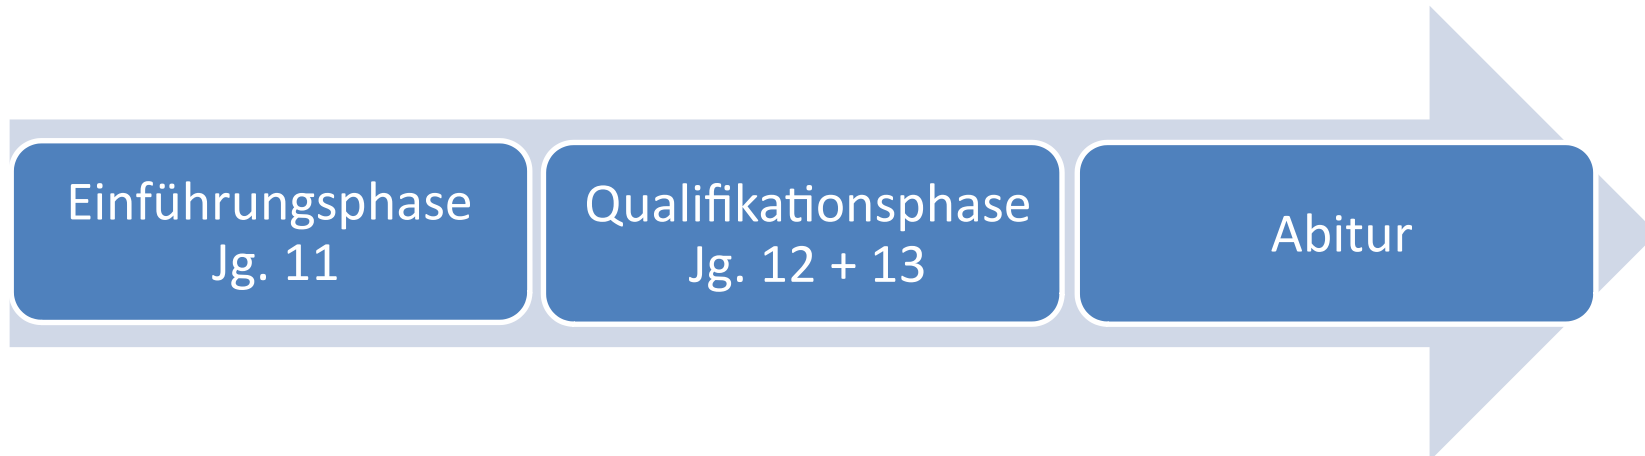 Einführungsphase
Jg. 11
Qualifikationsphase
Jg. 12 + 13
Abitur